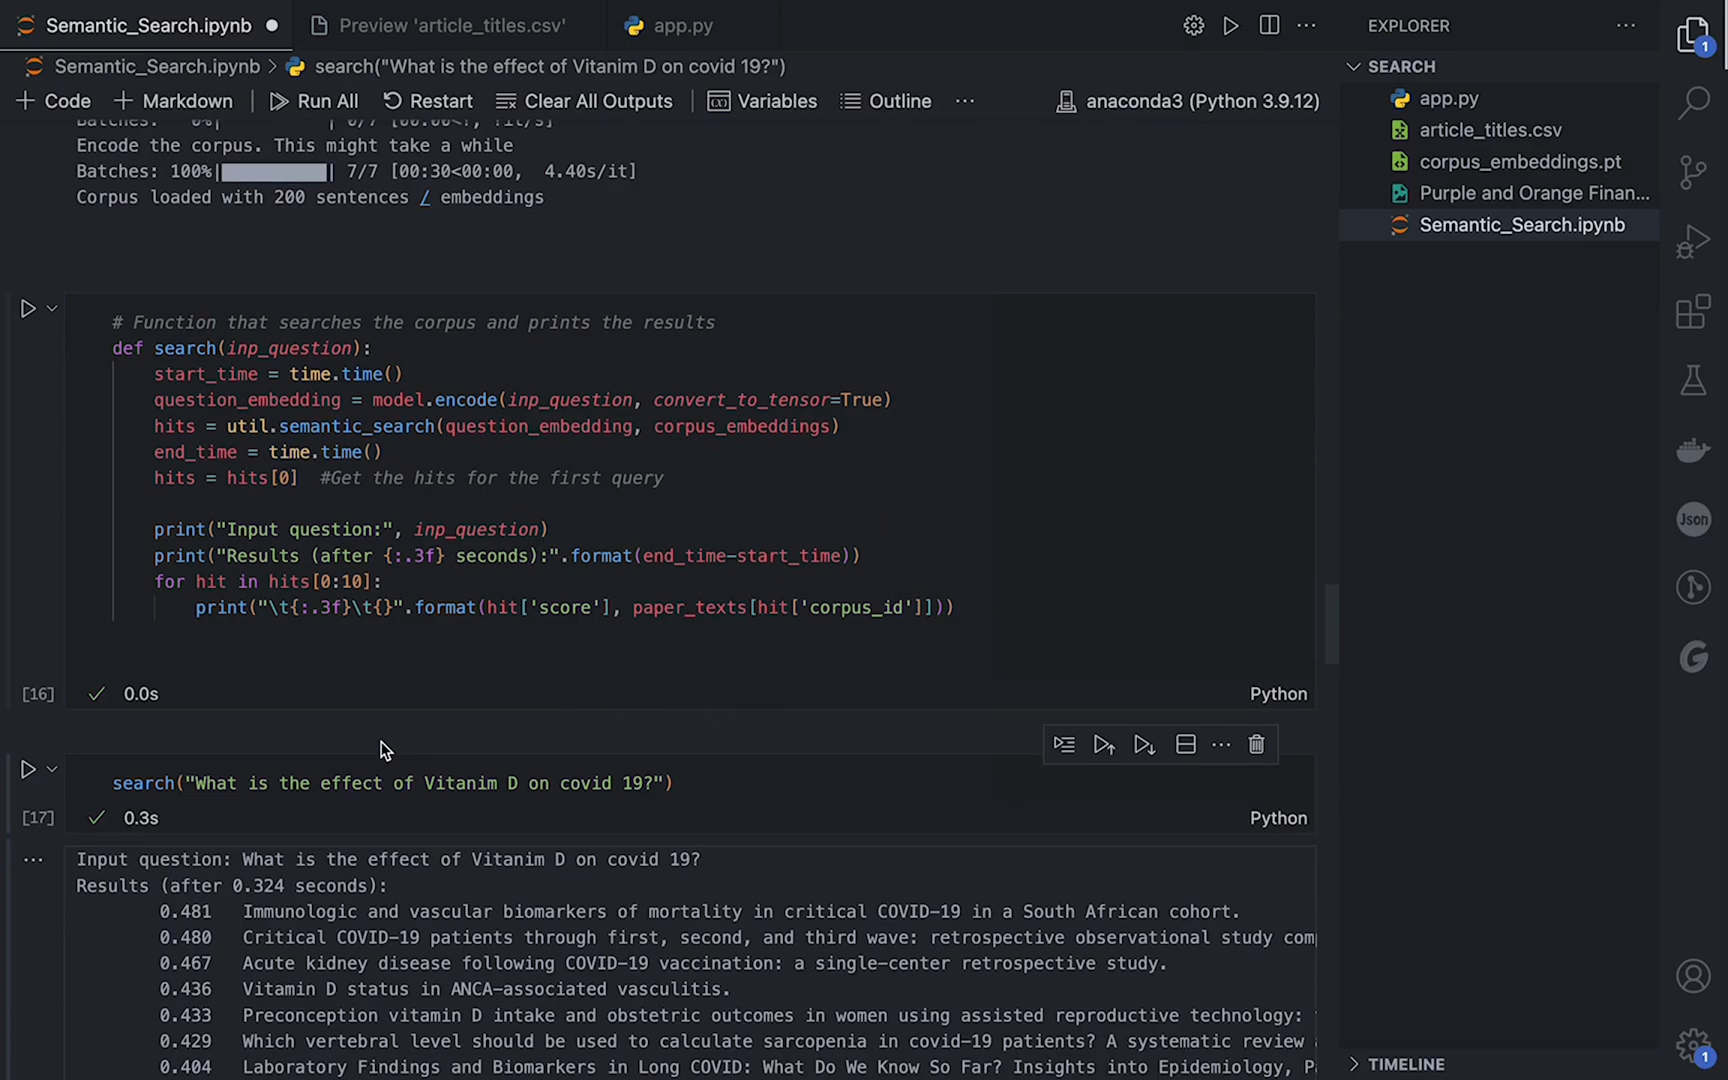 Semantic_Search.ipynb
Preview 'article_titles.csv'
app.py
EXPLORER
Semantic_Search.ipynb > search("What is the effect of Vitanim D on covid 19?")
+ Code + Markdown Run All Restart Clear All Outputs Variables Outline ... anaconda3 (Python 3.9.12)
Batches: 0%| | 0/7 [00:00<?, ?it/s]
Encode the corpus. This might take a while
Batches: 100%| | 7/7 [00:30<00:00, 4.40s/it]
Corpus loaded with 200 sentences / embeddings
# Function that searches the corpus and prints the results
def search(inp_question):
start_time = time.time()
question_embedding = model.encode(inp_question, convert_to_tensor=True)
hits = util.semantic_search(question_embedding, corpus_embeddings)
end_time = time.time()
hits = hits[0] #Get the hits for the first query
print("Input question:", inp_question)
print("Results (after {:.3f} seconds):".format(end_time-start_time))
for hit in hits[0:10]:
print("\t{:.3f}\t{}".format(hit['score'], paper_texts[hit['corpus_id']]))
[16] 0.0s Python
search("What is the effect of Vitanim D on covid 19?")
[17] 0.3s Python
Input question: What is the effect of Vitanim D on covid 19?
Results (after 0.324 seconds):
0.481 Immunologic and vascular biomarkers of mortality in critical COVID-19 in a South African cohort.
0.480 Critical COVID-19 patients through first, second, and third wave: retrospective observational study com
0.467 Acute kidney disease following COVID-19 vaccination: a single-center retrospective study.
0.436 Vitamin D status in ANCA-associated vasculitis.
0.433 Preconception vitamin D intake and obstetric outcomes in women using assisted reproductive technology:
0.429 Which vertebral level should be used to calculate sarcopenia in covid-19 patients? A systematic review
0.404 Laboratory Findings and Biomarkers in Long COVID: What Do We Know So Far? Insights into Epidemiology,
SEARCH
app.py
article_titles.csv
corpus_embeddings.pt
Purple and Orange Finan...
Semantic_Search.ipynb
TIMELINE
1
Json
G
1